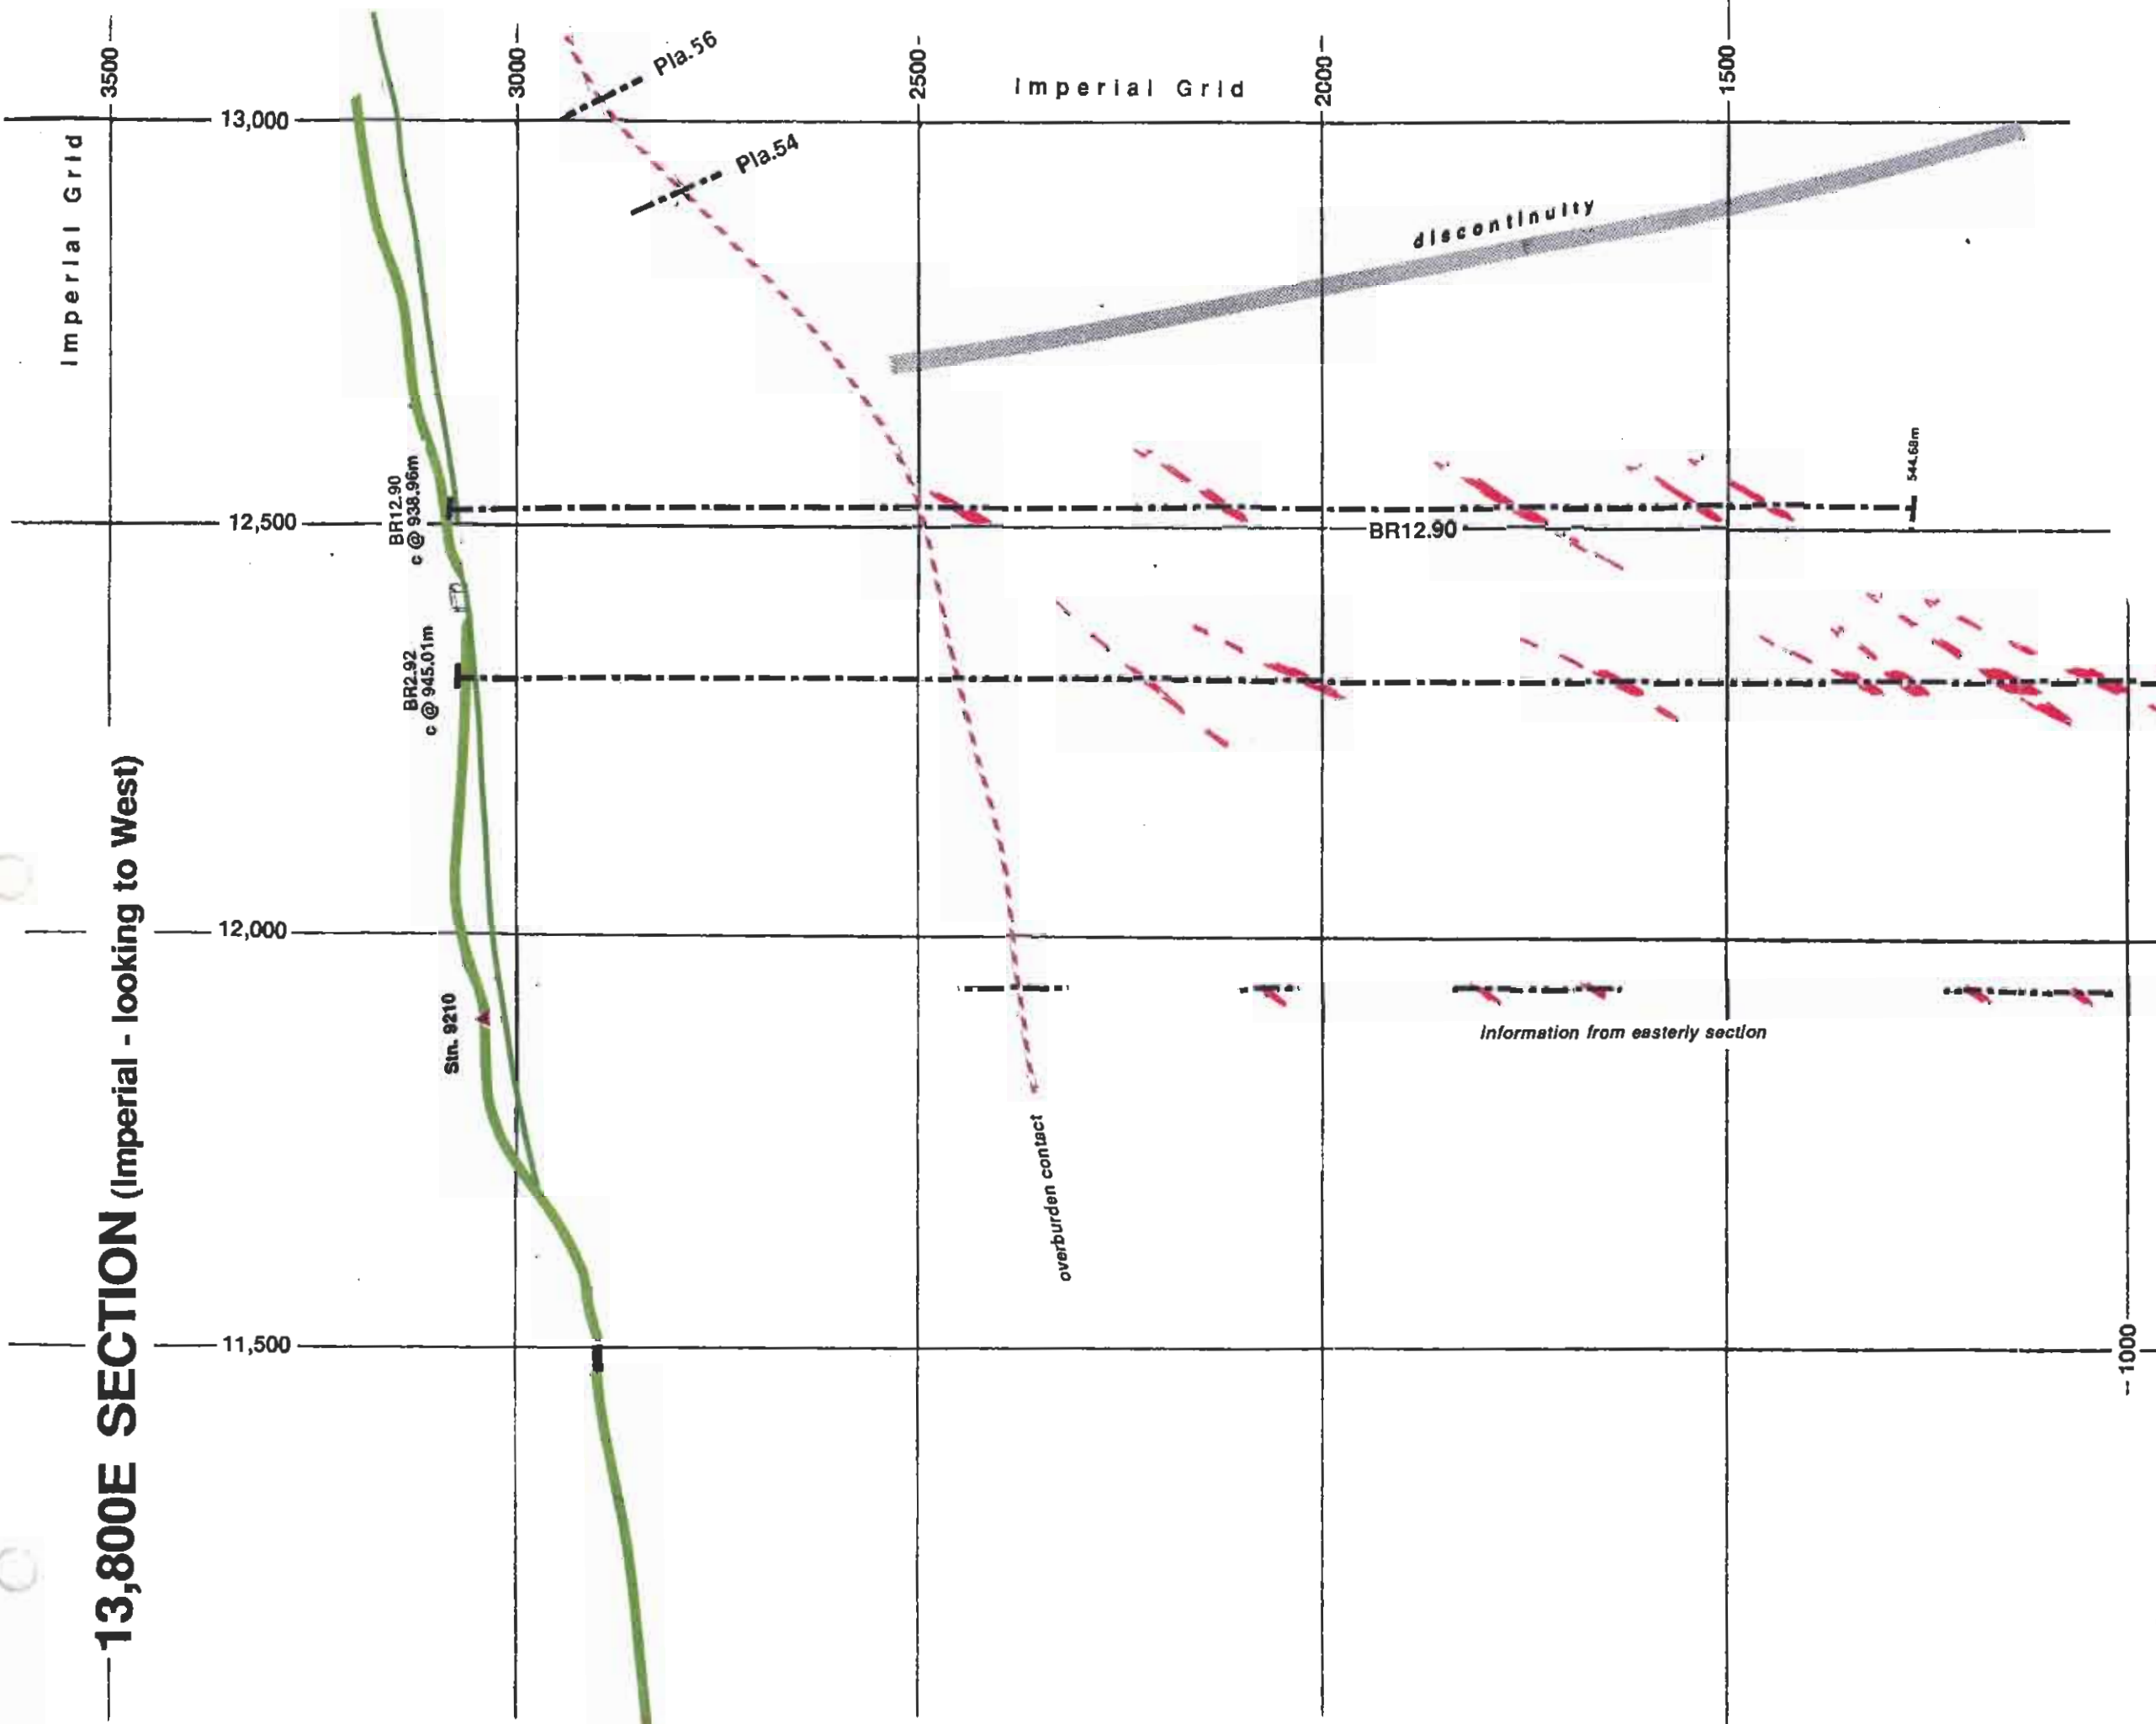 3500
3000
2500
2000
1500
Imperial Grid
Imperial Grid
13,000
Pla.56
Pla.54
discontinuity
BR12.90
c @ 938.96m
544.68m
12,500
BR12.90
BR2.92
c @ 945.01m
12,000
Stn. 9210
Information from easterly section
overburden contact
11,500
1000
13,800E SECTION (Imperial - looking to West)